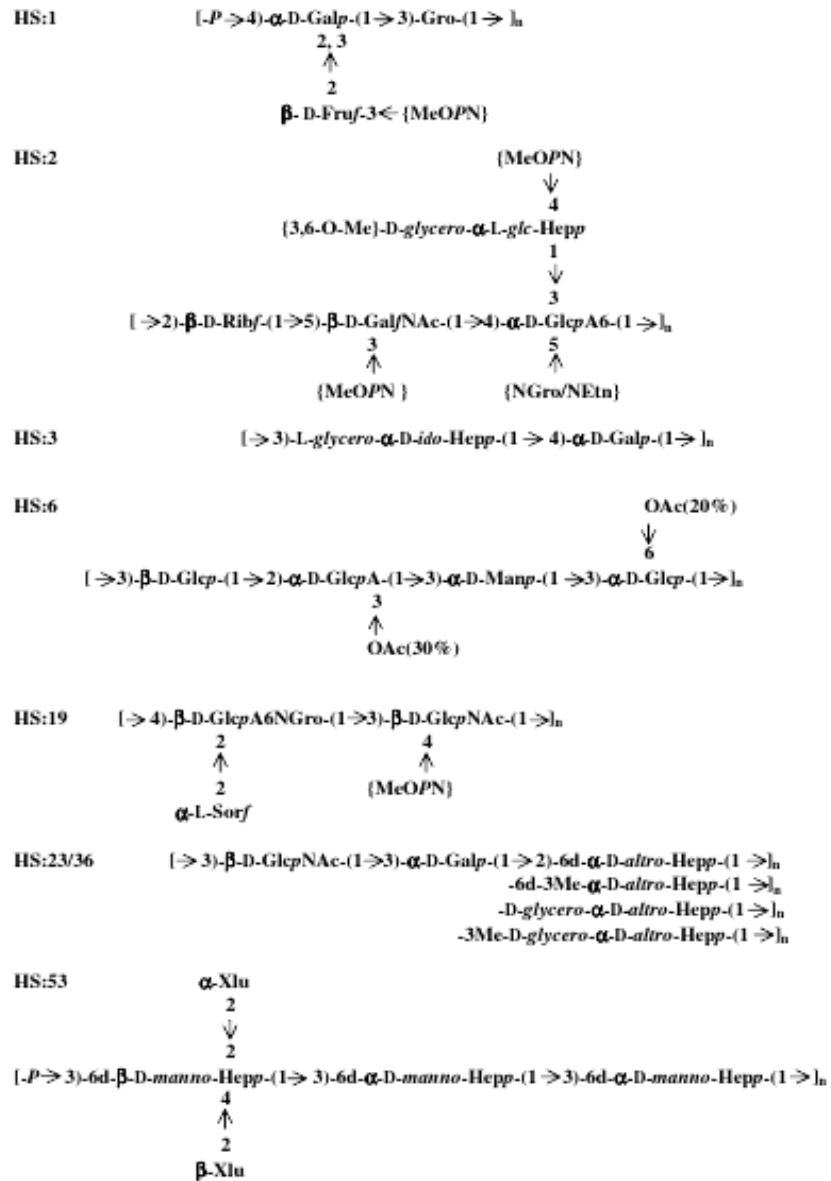 HS:1 [-P→4)-α-D-Galp-(1→3)-Gro-(1→ ]n
2, 3
↑
2
β- D-Fruf-3← {MeOPN}
HS:2 {MeOPN}
↓
4
{3,6-O-Me}-D-glycero-α-L-glc-Hepp
1
↓
3
[→2)-β-D-Ribf-(1→5)-β-D-GalfNAc-(1→4)-α-D-GlcpA6-(1→]n
3 5
↑ ↑
{MeOPN } {NGro/NEtn}
HS:3 [→3)-L-glycero-α-D-ido-Hepp-(1→4)-α-D-Galp-(1→ ]n
HS:6 OAc(20%)
↓
6
[→3)-β-D-Glcp-(1→2)-α-D-GlcpA-(1→3)-α-D-Manp-(1→3)-α-D-Glcp-(1→]n
3
↑
OAc(30%)
HS:19 [→4)-β-D-GlcpA6NGro-(1→3)-β-D-GlcpNAc-(1→]n
2 4
↑ ↑
2 {MeOPN}
α-L-Sorf
HS:23/36 [→3)-β-D-GlcpNAc-(1→3)-α-D-Galp-(1→2)-6d-α-D-altro-Hepp-(1→]n
-6d-3Me-α-D-altro-Hepp-(1→]n
-D-glycero-α-D-altro-Hepp-(1→]n
-3Me-D-glycero-α-D-altro-Hepp-(1→]n
HS:53 α-Xlu
2
↓
2
[-P→3)-6d-β-D-manno-Hepp-(1→3)-6d-α-D-manno-Hepp-(1→3)-6d-α-D-manno-Hepp-(1→]n
4
↑
2
β-Xlu